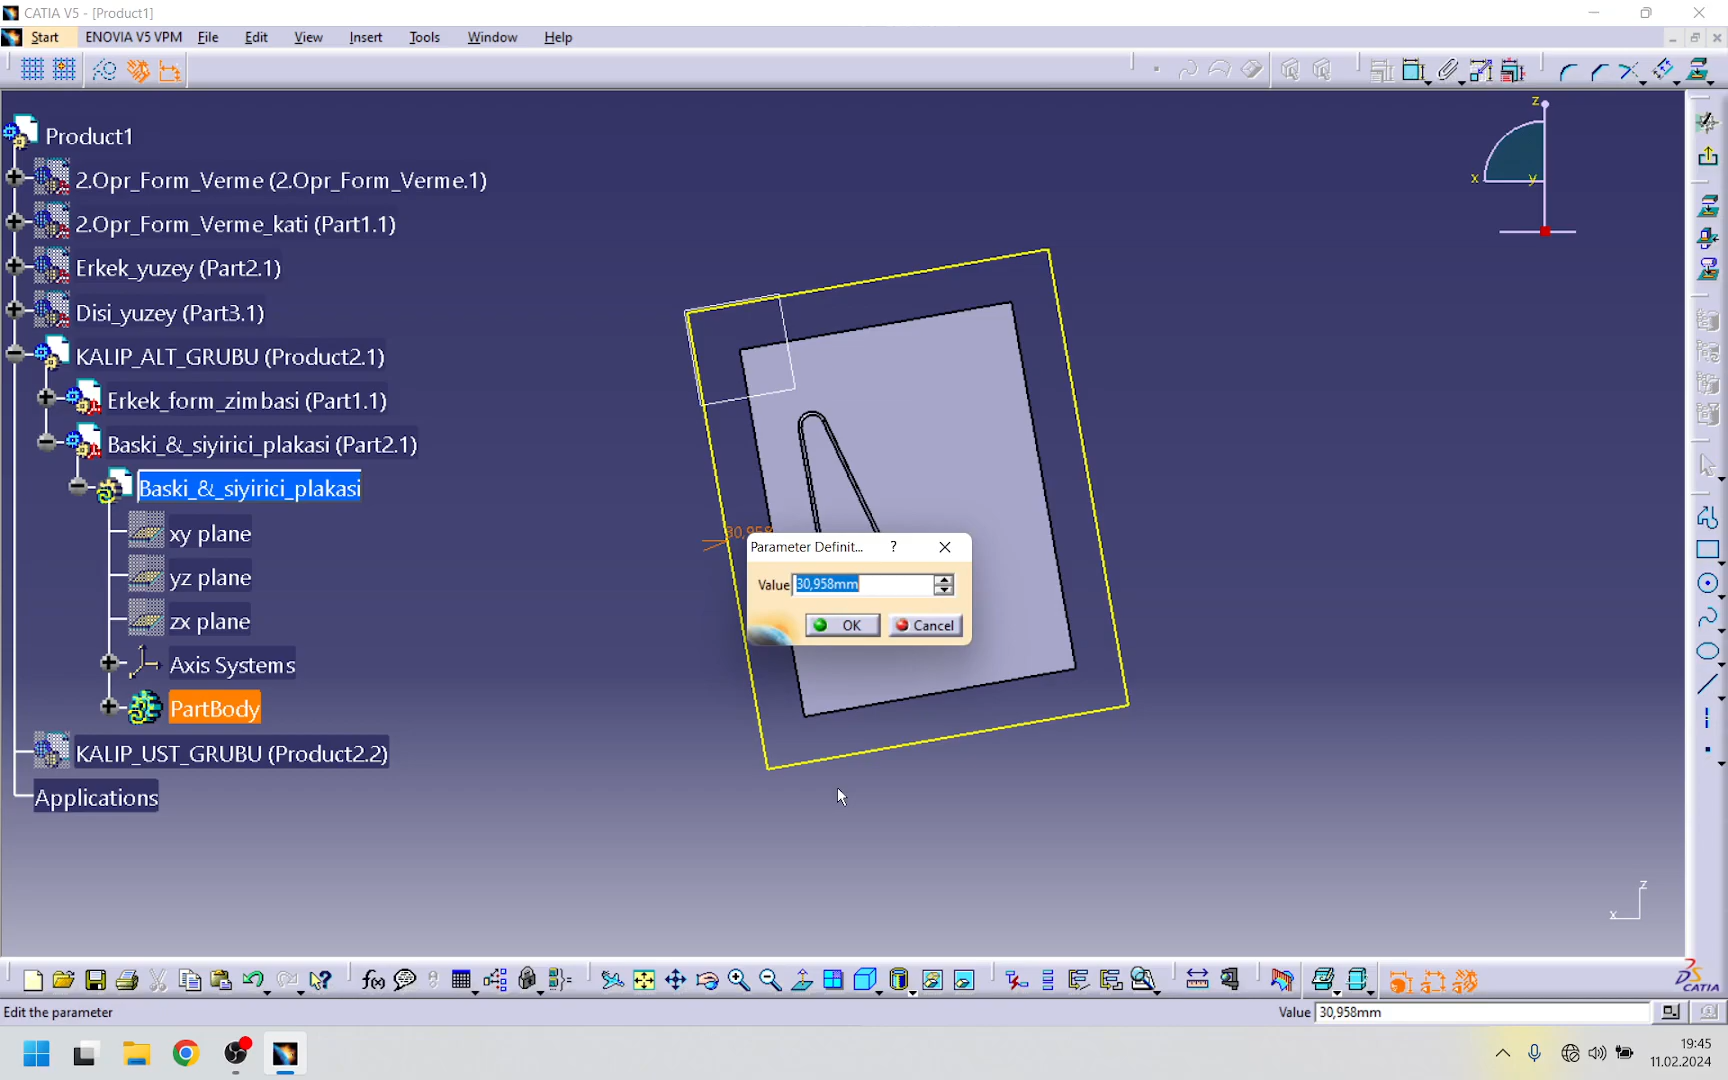 CATIA V5 - [Product1]
Start ENOVIA V5 VPM File Edit View Insert Tools Window Help
Product1
2.Opr_Form_Verme (2.Opr_Form_Verme.1)
2.Opr_Form_Verme_kati (Part1.1)
Erkek_yuzey (Part2.1)
Disi_yuzey (Part3.1)
KALIP_ALT_GRUBU (Product2.1)
Erkek_form_zimbasi (Part1.1)
Baski_&_siyirici_plakasi (Part2.1)
Baski_&_siyirici_plakasi
xy plane
yz plane
zx plane
Axis Systems
PartBody
KALIP_UST_GRUBU (Product2.2)
Applications
z
x
y
30,958
Parameter Definit... ?
Value 30,958mm
OK Cancel
z
x
f(x)
CATIA
Edit the parameter
Value 30,958mm
19:45
11.02.2024